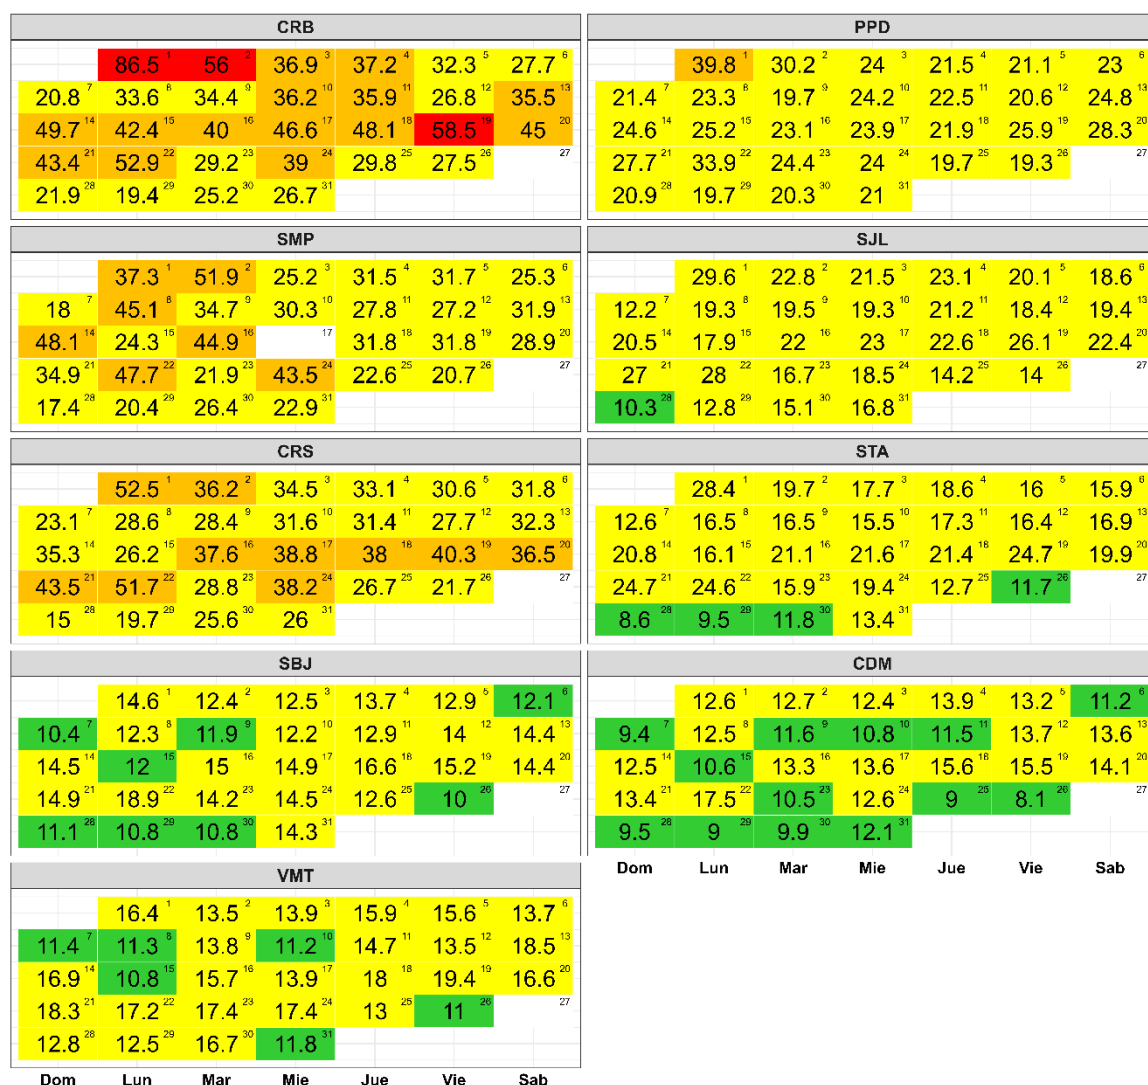 CRB
86.5 1 56 2 36.9 3 37.2 4 32.3 5 27.7 6
20.8 7 33.6 8 34.4 9 36.2 10 35.9 11 26.8 12 35.5 13
49.7 14 42.4 15 40 16 46.6 17 48.1 18 58.5 19 45 20
43.4 21 52.9 22 29.2 23 39 24 29.8 25 27.5 26 27
21.9 28 19.4 29 25.2 30 26.7 31
PPD
39.8 1 30.2 2 24 3 21.5 4 21.1 5 23 6
21.4 7 23.3 8 19.7 9 24.2 10 22.5 11 20.6 12 24.8 13
24.6 14 25.2 15 23.1 16 23.9 17 21.9 18 25.9 19 28.3 20
27.7 21 33.9 22 24.4 23 24 24 19.7 25 19.3 26 27
20.9 28 19.7 29 20.3 30 21 31
SMP
37.3 1 51.9 2 25.2 3 31.5 4 31.7 5 25.3 6
18 7 45.1 8 34.7 9 30.3 10 27.8 11 27.2 12 31.9 13
48.1 14 24.3 15 44.9 16 17 31.8 18 31.8 19 28.9 20
34.9 21 47.7 22 21.9 23 43.5 24 22.6 25 20.7 26 27
17.4 28 20.4 29 26.4 30 22.9 31
SJL
29.6 1 22.8 2 21.5 3 23.1 4 20.1 5 18.6 6
12.2 7 19.3 8 19.5 9 19.3 10 21.2 11 18.4 12 19.4 13
20.5 14 17.9 15 22 16 23 17 22.6 18 26.1 19 22.4 20
27 21 28 22 16.7 23 18.5 24 14.2 25 14 26 27
10.3 28 12.8 29 15.1 30 16.8 31
CRS
52.5 1 36.2 2 34.5 3 33.1 4 30.6 5 31.8 6
23.1 7 28.6 8 28.4 9 31.6 10 31.4 11 27.7 12 32.3 13
35.3 14 26.2 15 37.6 16 38.8 17 38 18 40.3 19 36.5 20
43.5 21 51.7 22 28.8 23 38.2 24 26.7 25 21.7 26 27
15 28 19.7 29 25.6 30 26 31
STA
28.4 1 19.7 2 17.7 3 18.6 4 16 5 15.9 6
12.6 7 16.5 8 16.5 9 15.5 10 17.3 11 16.4 12 16.9 13
20.8 14 16.1 15 21.1 16 21.6 17 21.4 18 24.7 19 19.9 20
24.7 21 24.6 22 15.9 23 19.4 24 12.7 25 11.7 26 27
8.6 28 9.5 29 11.8 30 13.4 31
SBJ
14.6 1 12.4 2 12.5 3 13.7 4 12.9 5 12.1 6
10.4 7 12.3 8 11.9 9 12.2 10 12.9 11 14 12 14.4 13
14.5 14 12 15 15 16 14.9 17 16.6 18 15.2 19 14.4 20
14.9 21 18.9 22 14.2 23 14.5 24 12.6 25 10 26 27
11.1 28 10.8 29 10.8 30 14.3 31
CDM
12.6 1 12.7 2 12.4 3 13.9 4 13.2 5 11.2 6
9.4 7 12.5 8 11.6 9 10.8 10 11.5 11 13.7 12 13.6 13
12.5 14 10.6 15 13.3 16 13.6 17 15.6 18 15.5 19 14.1 20
13.4 21 17.5 22 10.5 23 12.6 24 9 25 8.1 26 27
9.5 28 9 29 9.9 30 12.1 31
Dom Lun Mar Mie Jue Vie Sab
VMT
16.4 1 13.5 2 13.9 3 15.9 4 15.6 5 13.7 6
11.4 7 11.3 8 13.8 9 11.2 10 14.7 11 13.5 12 18.5 13
16.9 14 10.8 15 15.7 16 13.9 17 18 18 19.4 19 16.6 20
18.3 21 17.2 22 17.4 23 17.4 24 13 25 11 26 27
12.8 28 12.5 29 16.7 30 11.8 31
Dom Lun Mar Mie Jue Vie Sab